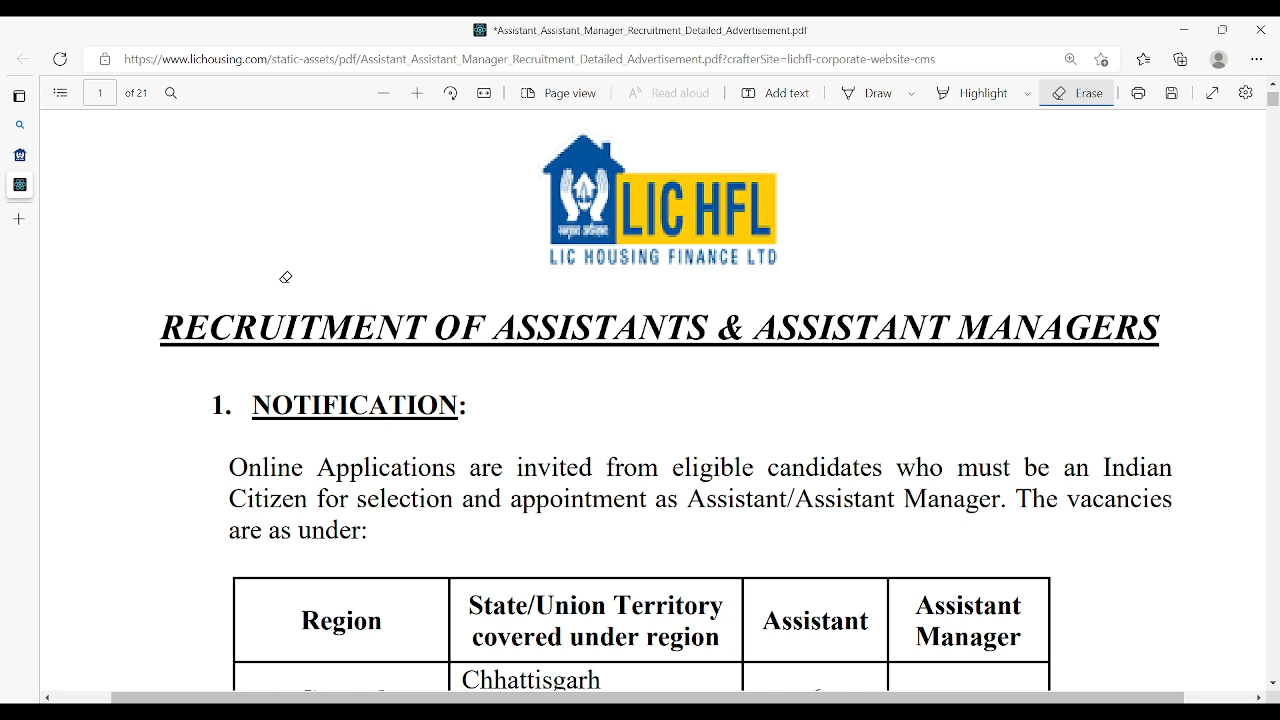 *Assistant_Assistant_Manager_Recruitment_Detailed_Advertisement.pdf
https://www.lichousing.com/static-assets/pdf/Assistant_Assistant_Manager_Recruitment_Detailed_Advertisement.pdf?crafterSite=lichfl-corporate-website-cms
1 of 21 Page view Read aloud Add text Draw Highlight Erase
LIC HFL
LIC HOUSING FINANCE LTD
RECRUITMENT OF ASSISTANTS & ASSISTANT MANAGERS
1. NOTIFICATION:
Online Applications are invited from eligible candidates who must be an Indian
Citizen for selection and appointment as Assistant/Assistant Manager. The vacancies
are as under:
Region
State/Union Territory
covered under region
Assistant
Assistant
Manager
Chhattisgarh